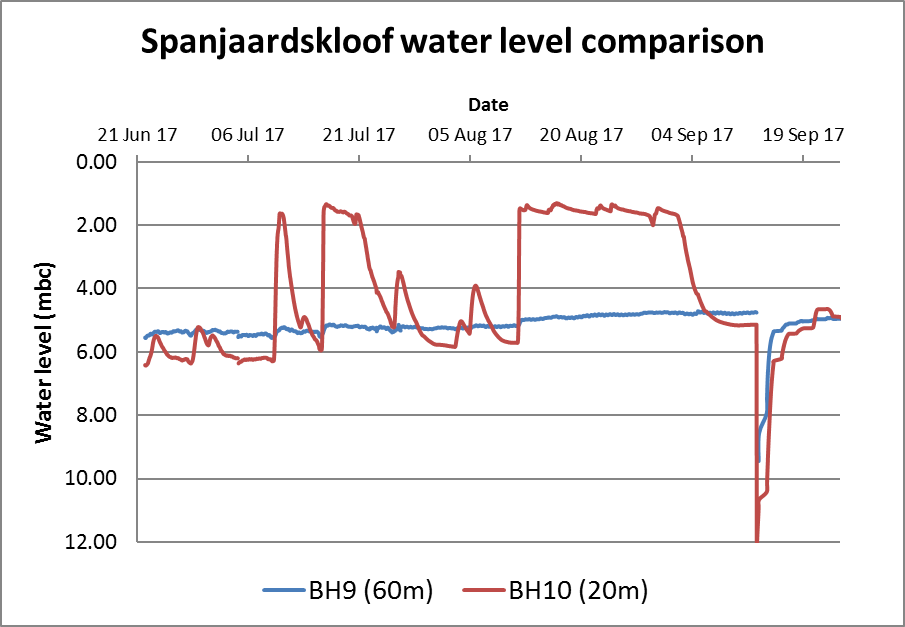 Spanjaardskloof water level comparison
Date
21 Jun 17 06 Jul 17 21 Jul 17 05 Aug 17 20 Aug 17 04 Sep 17 19 Sep 17
0.00
2.00
4.00
6.00
8.00
10.00
12.00
Water level (mbc)
BH9 (60m) BH10 (20m)